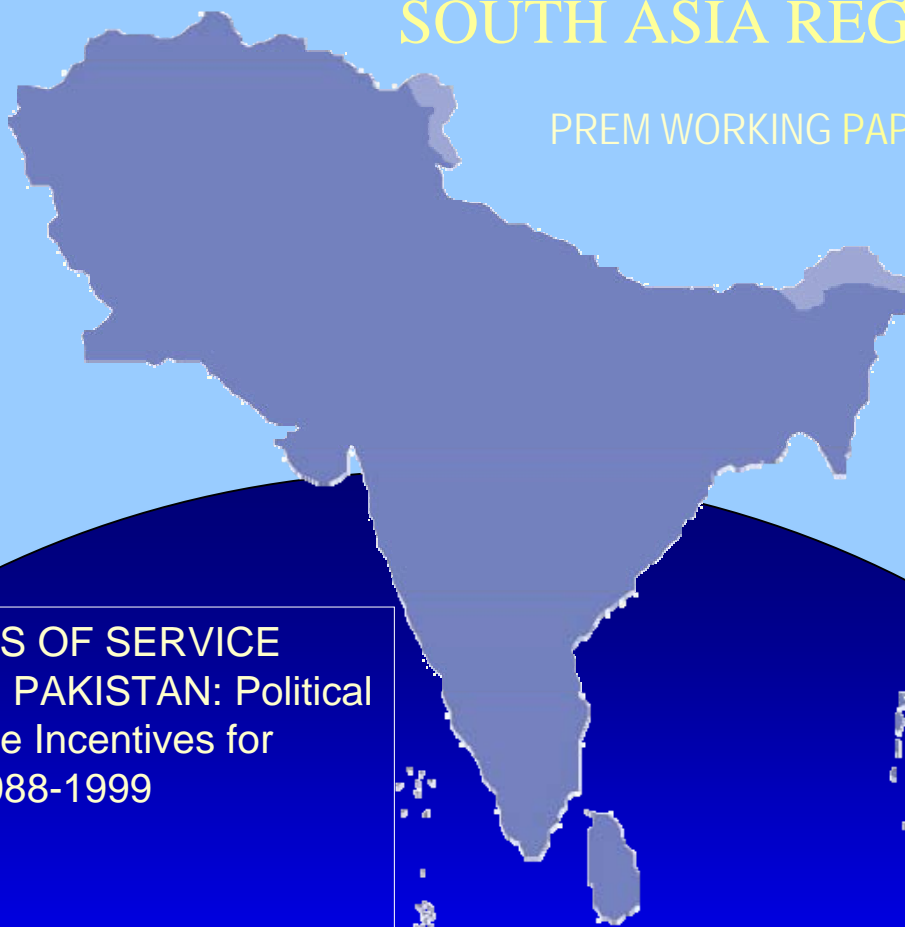 SOUTH ASIA REG
PREM WORKING PAP
S OF SERVICE
PAKISTAN: Political
e Incentives for
988-1999